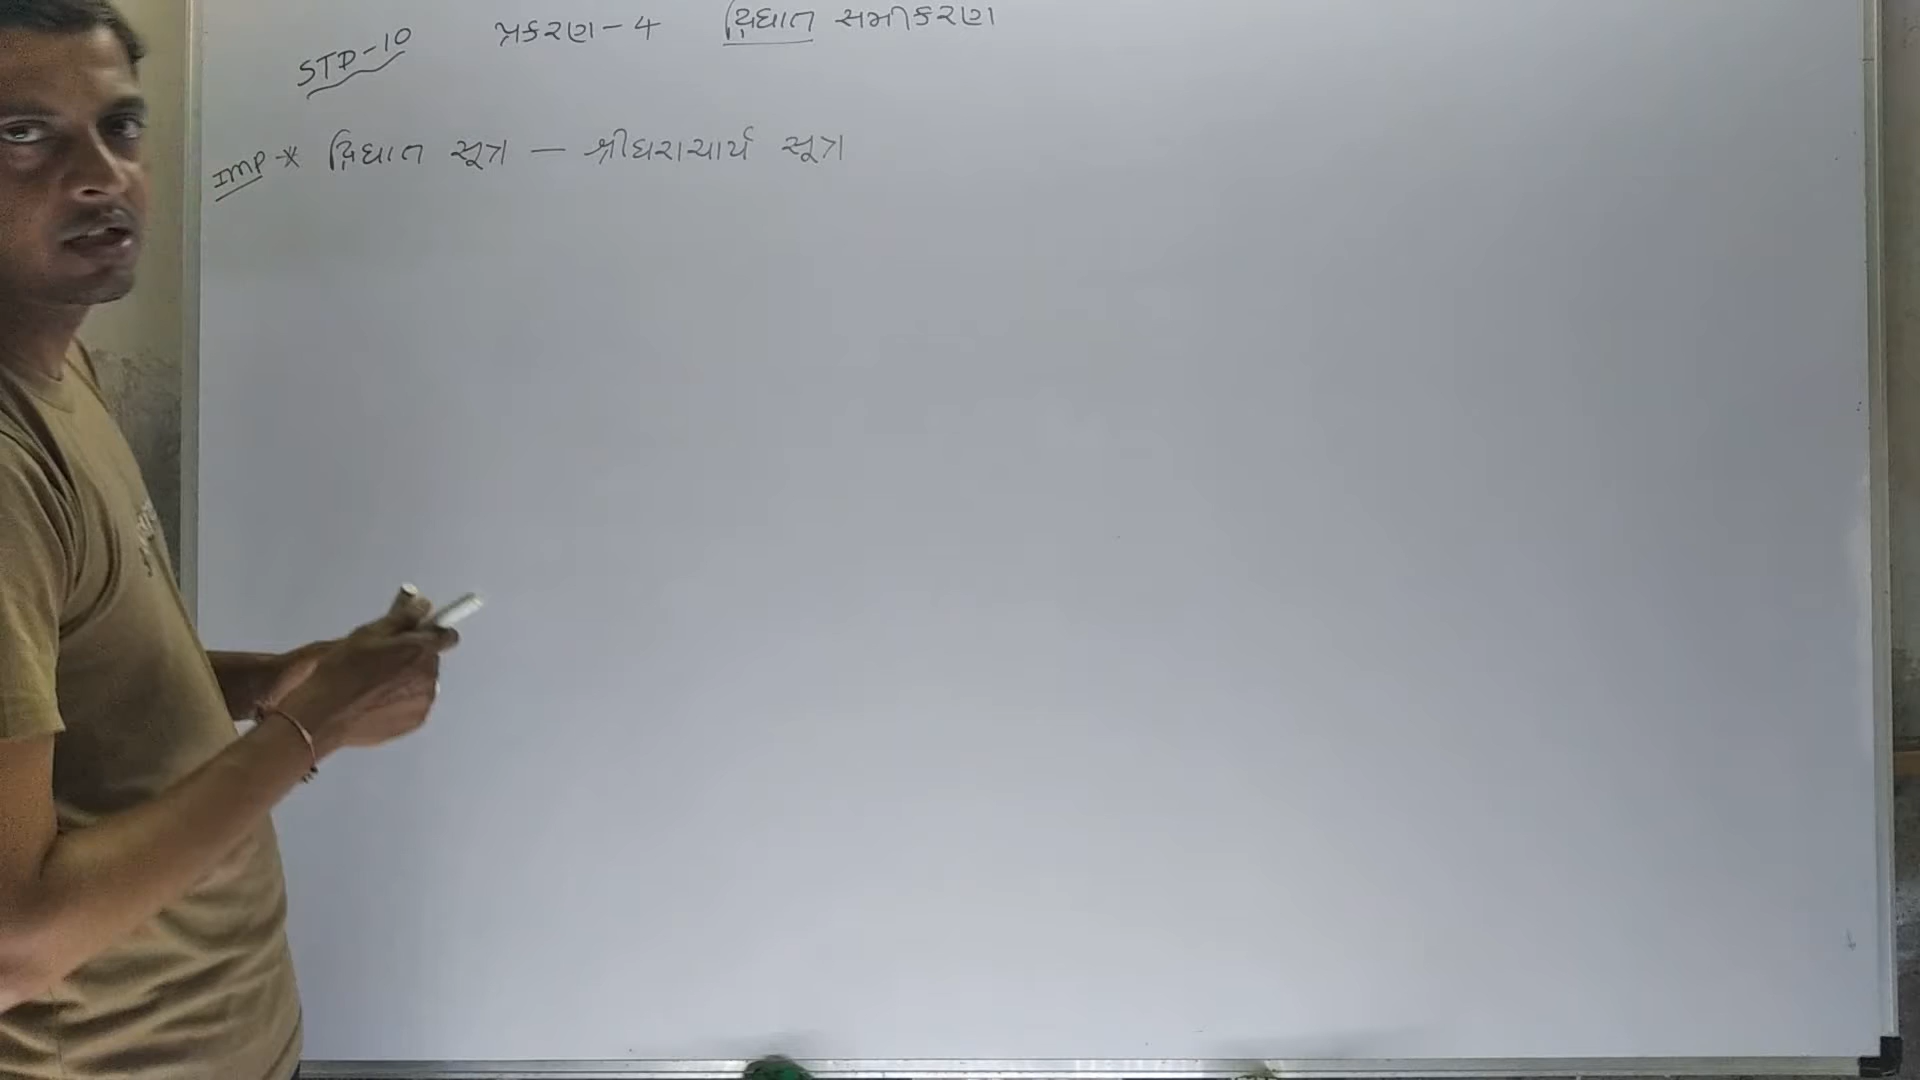 STD-10 પ્રકરણ-4 દ્વિઘાત સમીકરણ
IMP * દ્વિઘાત સૂત્ર — શ્રીધરાચાર્ય સૂત્ર